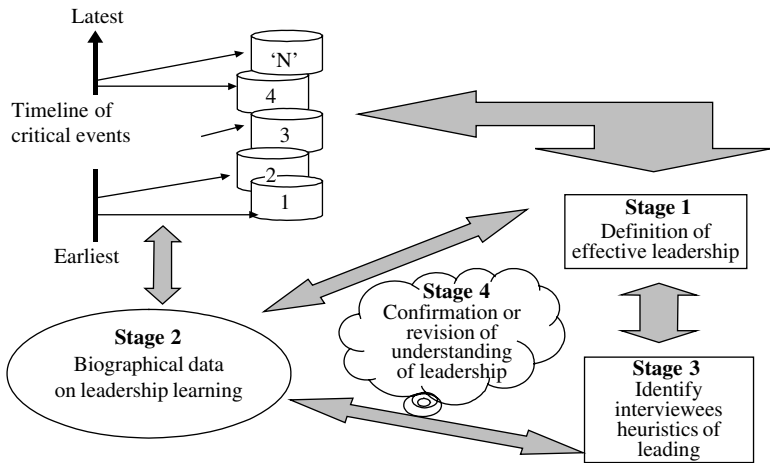 Latest
‘N’
4
Timeline of
critical events
3
2
1
Earliest
Stage 1
Definition of
effective leadership
Stage 4
Confirmation or
revision of
understanding
of leadership
Stage 2
Biographical data
on leadership learning
Stage 3
Identify
interviewees
heuristics of
leading